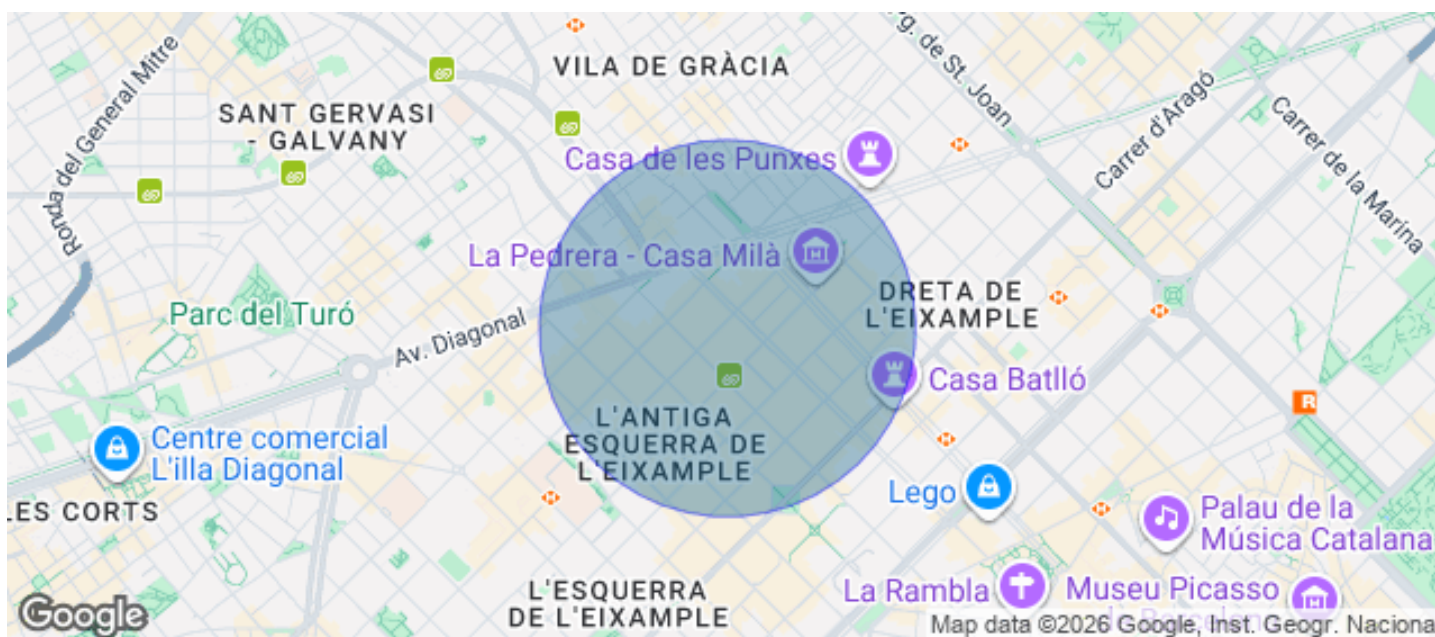 VILA DE GRÀCIA
Pg. de St. Joan
Ronda del General Mitre
SANT GERVASI
- GALVANY
Casa de les Punxes
Carrer d'Aragó
Carrer de la Marina
La Pedrera - Casa Milà
DRETA DE
L'EIXAMPLE
Parc del Turó
Av. Diagonal
Casa Batlló
L'ANTIGA
ESQUERRA DE
L'EIXAMPLE
Centre comercial
L'illa Diagonal
R
Lego
LES CORTS
Palau de la
Música Catalana
L'ESQUERRA
DE L'EIXAMPLE
La Rambla
Museu Picasso
Google
Map data ©2026 Google, Inst. Geogr. Naciona